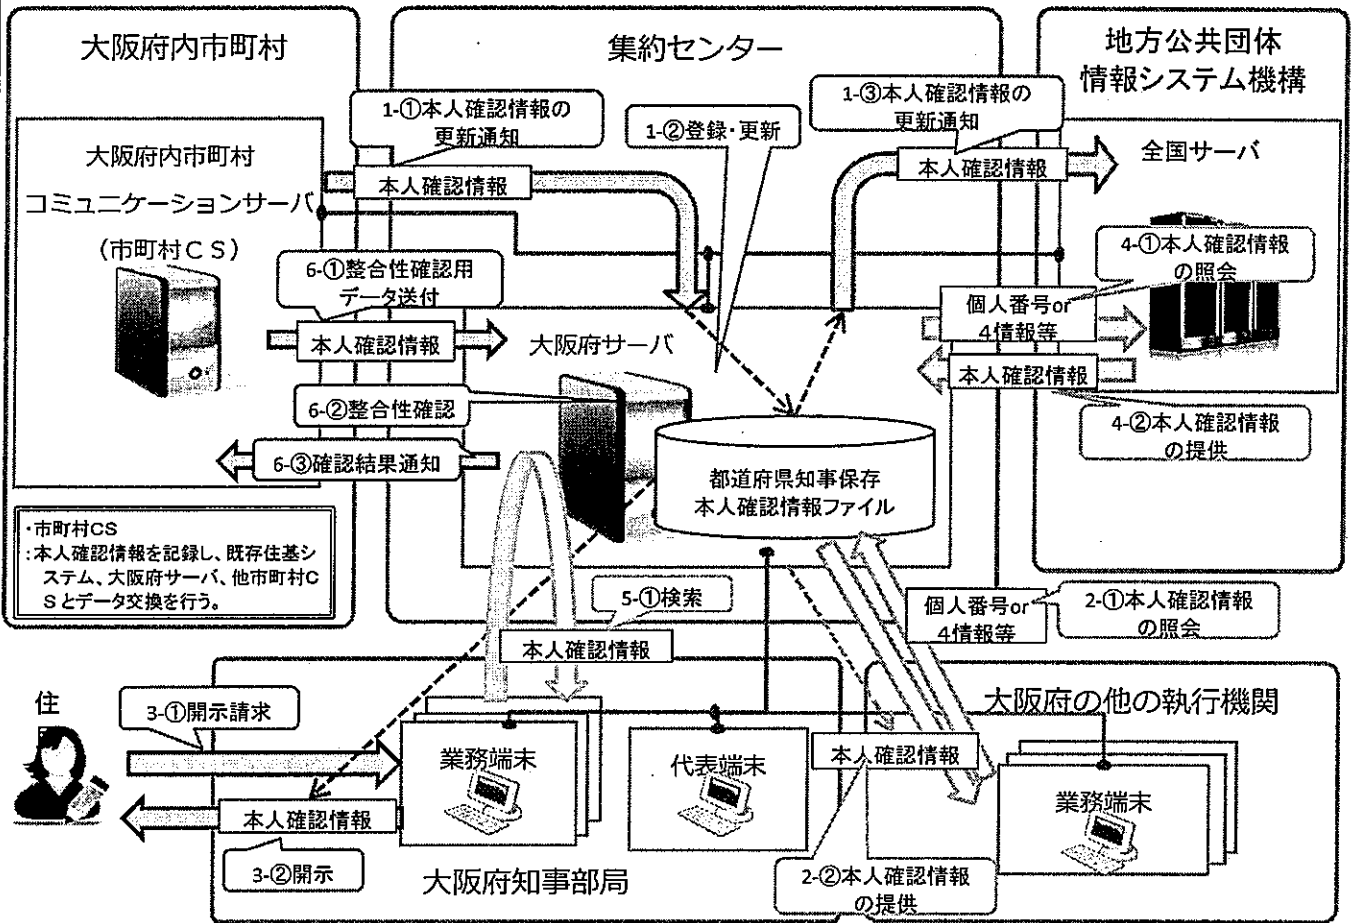 大阪府内市町村
集約センター
地方公共団体
情報システム機構
1-①本人確認情報の
更新通知
1-②登録・更新
1-③本人確認情報の
更新通知
大阪府内市町村
コミュニケーションサーバ
(市町村CS)
本人確認情報
本人確認情報
全国サーバ
6-①整合性確認用
データ送付
本人確認情報
大阪府サーバ
4-①本人確認情報
の照会
個人番号or
4情報等
本人確認情報
6-②整合性確認
6-③確認結果通知
4-②本人確認情報
の提供
都道府県知事保存
本人確認情報ファイル
・市町村CS
:本人確認情報を記録し、既存住基シ
ステム、大阪府サーバ、他市町村C
Sとデータ交換を行う。
5-①検索
本人確認情報
個人番号or
4情報等
2-①本人確認情報
の照会
住
3-①開示請求
業務端末
代表端末
大阪府の他の執行機関
本人確認情報
業務端末
本人確認情報
3-②開示
大阪府知事部局
2-②本人確認情報
の提供